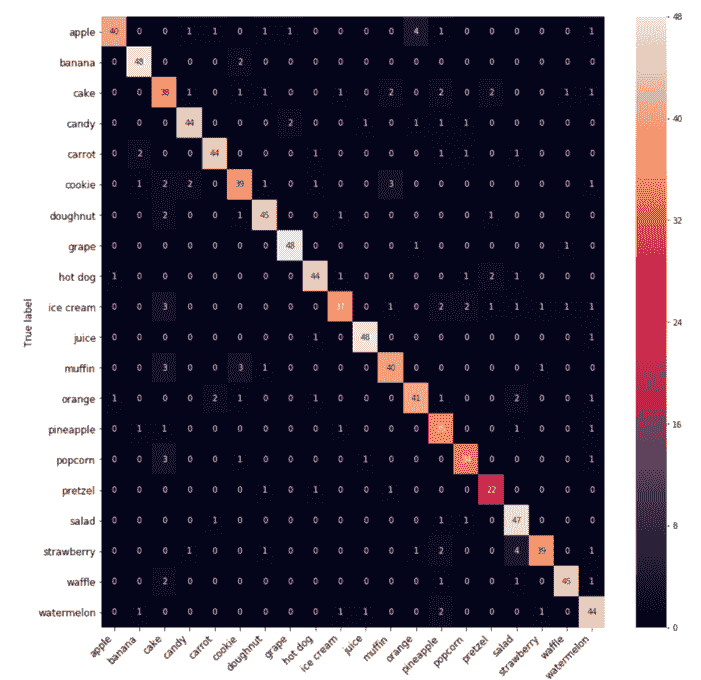 apple 40 0 0 1 1 0 1 1 0 0 0 0 4 1 0 0 0 0 0 1
banana 0 48 0 0 0 2 0 0 0 0 0 0 0 0 0 0 0 0 0 0
cake 0 0 38 1 0 1 1 0 0 1 0 2 0 2 0 2 0 0 1 1
candy 0 0 0 44 0 0 0 2 0 0 1 0 1 1 1 0 0 0 0 0
carrot 0 2 0 0 44 0 0 0 1 0 0 0 0 1 1 0 1 0 0 0
cookie 0 1 2 2 0 39 1 0 1 0 0 3 0 0 0 0 0 0 0 1
doughnut 0 0 2 0 0 1 45 0 0 1 0 0 0 0 0 1 0 0 0 0
grape 0 0 0 0 0 0 0 48 0 0 0 0 1 0 0 0 0 0 1 0
hot dog 1 0 0 0 0 0 0 0 44 1 0 0 0 0 1 2 1 0 0 0
ice cream 0 0 3 0 0 0 0 0 0 37 0 1 0 2 2 1 1 1 1 1
juice 0 0 0 0 0 0 0 0 1 0 48 0 0 0 0 0 0 0 0 1
muffin 0 0 3 0 0 3 1 0 0 0 0 40 0 0 0 0 0 1 0 0
orange 1 0 0 0 2 1 0 0 1 0 0 0 41 1 0 0 2 0 0 1
pineapple 0 1 1 0 0 0 0 0 0 1 0 0 0 0 0 1 0 0 1
popcorn 0 0 3 0 0 1 0 0 0 0 1 0 0 0 0 0 0 0 1
pretzel 0 0 0 0 0 0 1 0 1 0 0 1 0 0 0 22 0 0 0 0
salad 0 0 0 0 1 0 0 0 0 0 0 0 0 1 1 0 47 0 0 0
strawberry 0 0 0 1 0 0 1 0 0 0 0 0 1 2 0 0 4 39 0 1
waffle 0 0 2 0 0 0 0 0 0 0 0 0 0 1 0 0 1 0 45 1
watermelon 0 1 0 0 0 0 0 0 0 1 1 0 0 2 0 0 0 1 0 44
apple banana cake candy carrot cookie doughnut grape hot dog ice cream juice muffin orange pineapple popcorn pretzel salad strawberry waffle watermelon
True label
48
40
32
24
16
8
0